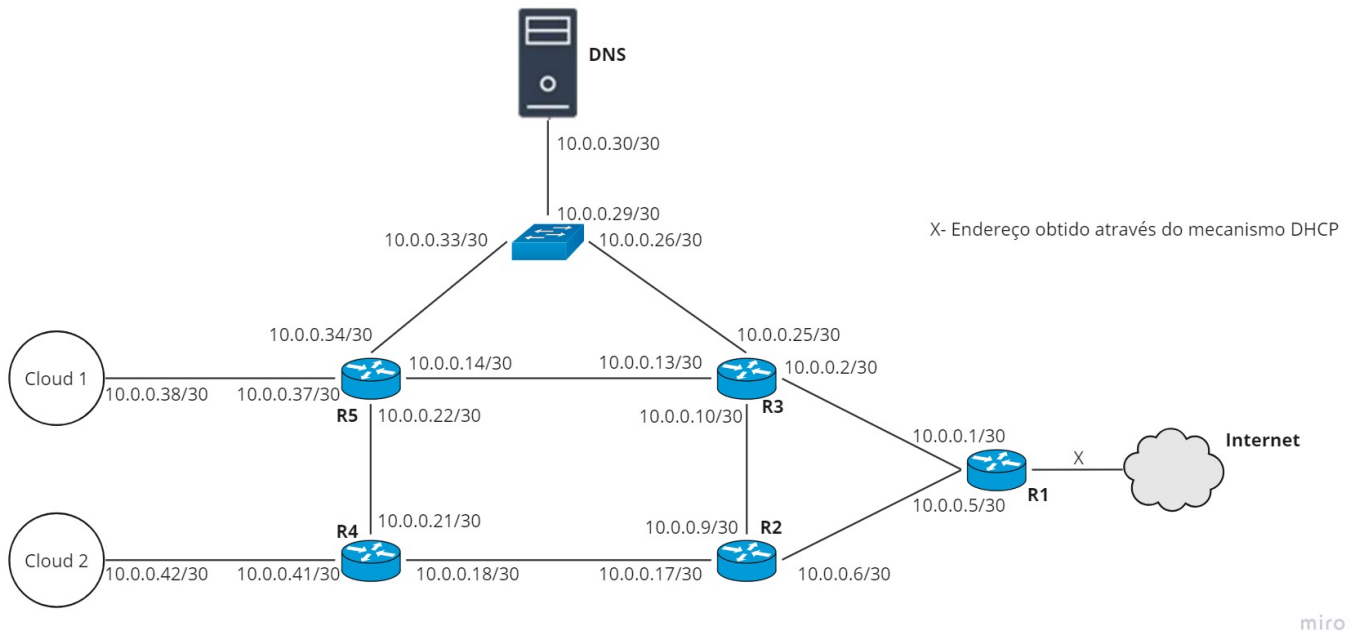 DNS
10.0.0.30/30
10.0.0.29/30
10.0.0.33/30
10.0.0.26/30
X- Endereço obtido através do mecanismo DHCP
10.0.0.34/30
10.0.0.25/30
10.0.0.14/30
10.0.0.13/30
10.0.0.2/30
Cloud 1
10.0.0.38/30
10.0.0.37/30
R5
10.0.0.22/30
10.0.0.10/30
R3
10.0.0.1/30
Internet
X
R1
10.0.0.5/30
10.0.0.21/30
R4
10.0.0.9/30
R2
Cloud 2
10.0.0.42/30
10.0.0.41/30
10.0.0.18/30
10.0.0.17/30
10.0.0.6/30
miro